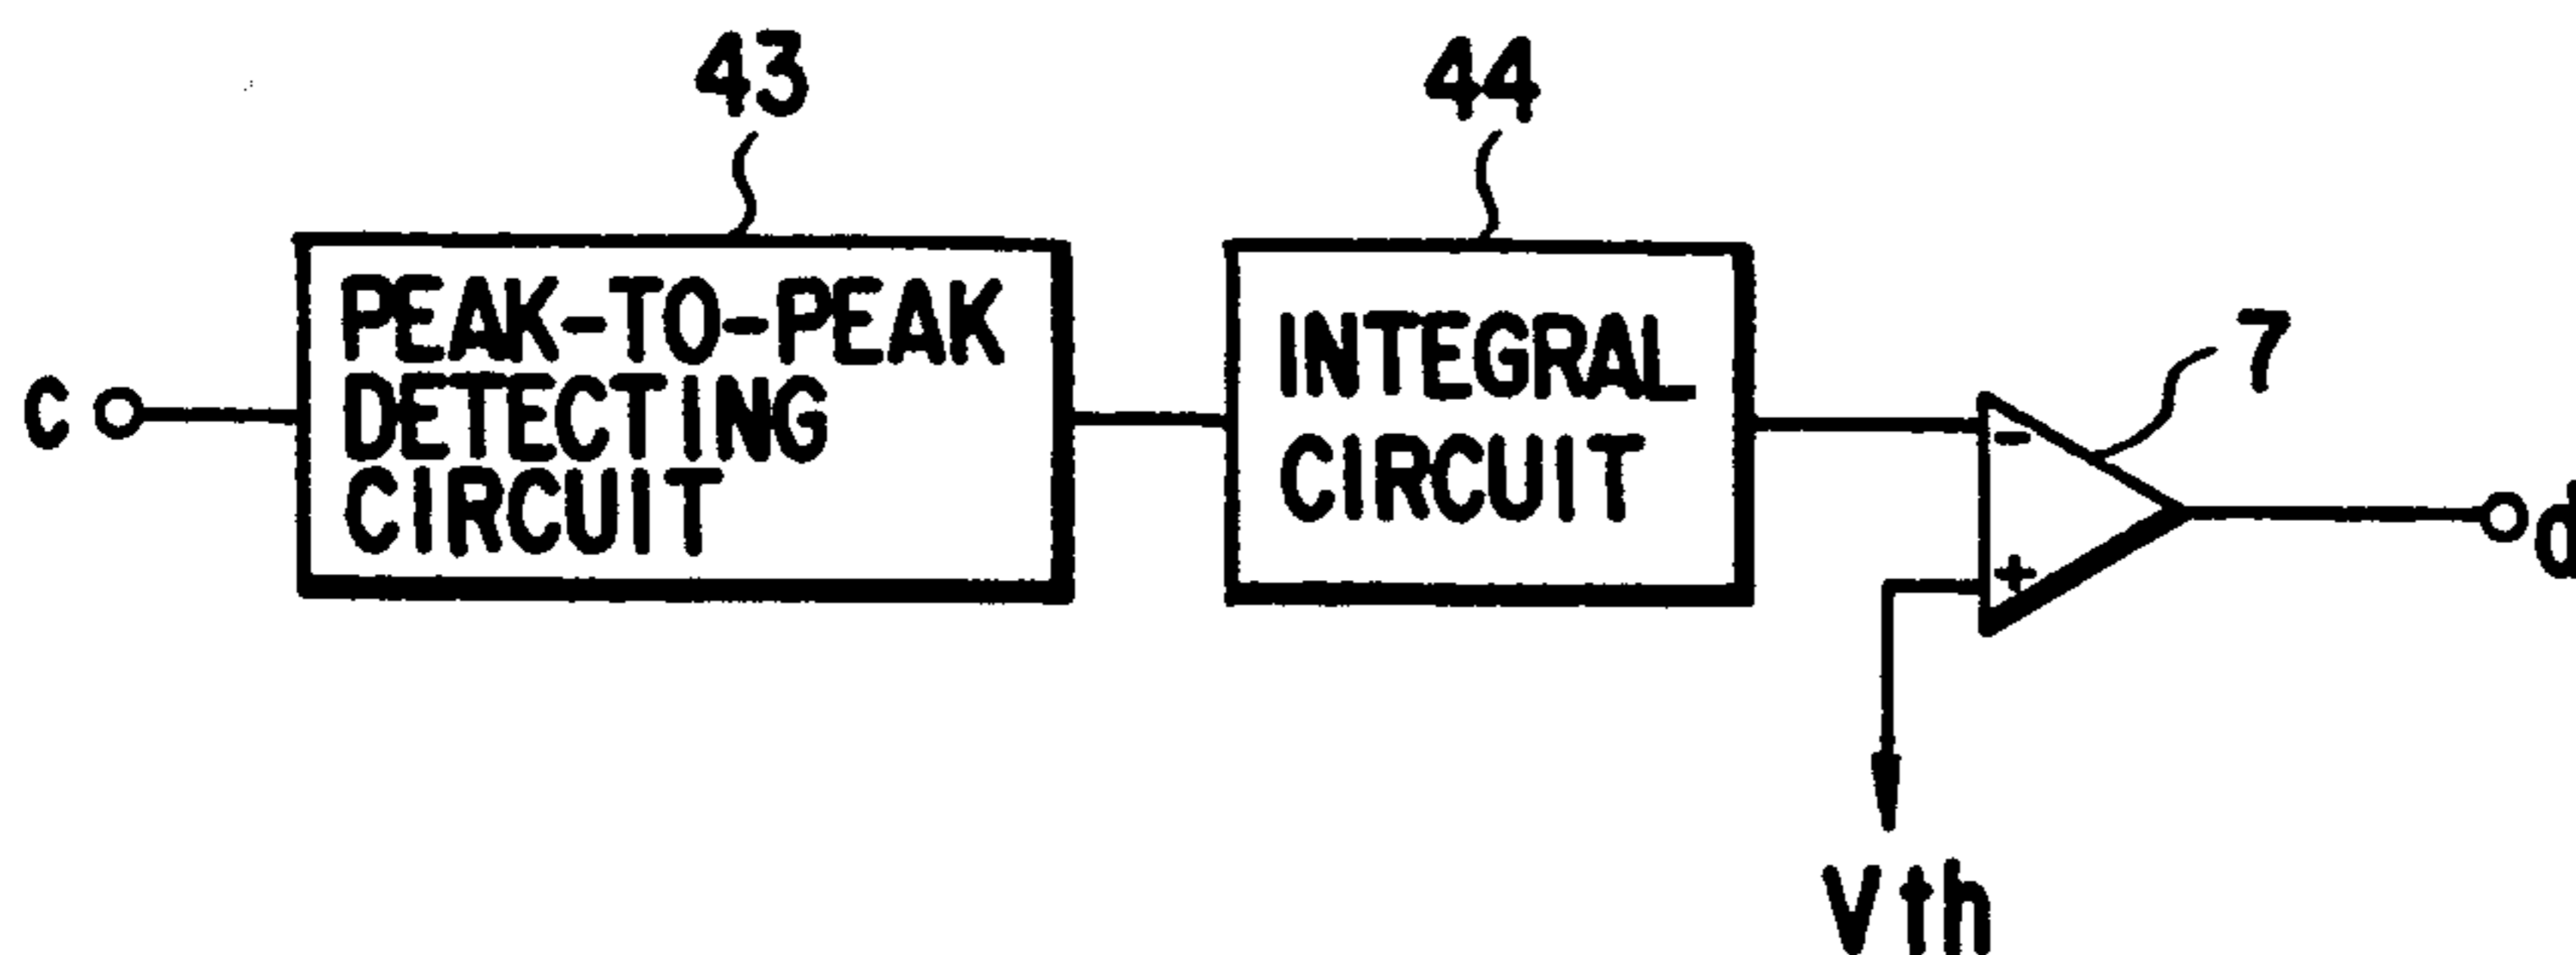 43
44
PEAK-TO-PEAK
DETECTING
CIRCUIT
INTEGRAL
CIRCUIT
7
c
-
+
d
Vth